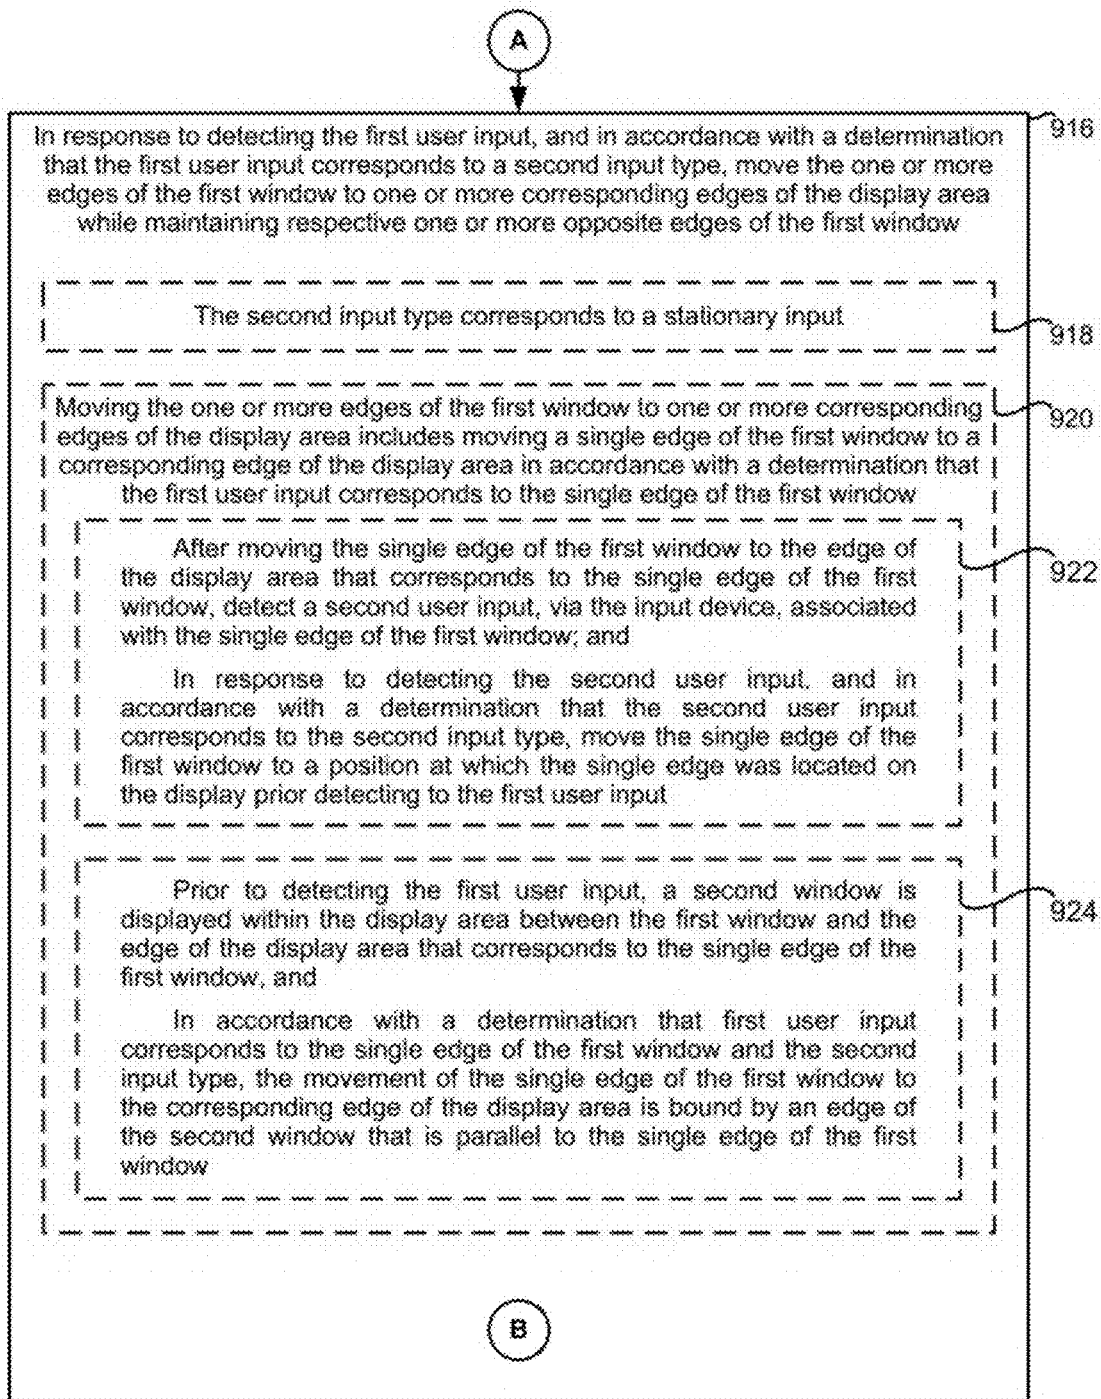 A
In response to detecting the first user input, and in accordance with a determination
that the first user input corresponds to a second input type, move the one or more
edges of the first window to one or more corresponding edges of the display area
while maintaining respective one or more opposite edges of the first window
916
The second input type corresponds to a stationary input
918
Moving the one or more edges of the first window to one or more corresponding
edges of the display area includes moving a single edge of the first window to a
corresponding edge of the display area in accordance with a determination that
the first user input corresponds to the single edge of the first window
920
After moving the single edge of the first window to the edge of
the display area that corresponds to the single edge of the first
window, detect a second user input, via the input device, associated
with the single edge of the first window; and
922
In response to detecting the second user input, and in
accordance with a determination that the second user input
corresponds to the second input type, move the single edge of the
first window to a position at which the single edge was located on
the display prior detecting to the first user input
Prior to detecting the first user input, a second window is
displayed within the display area between the first window and the
edge of the display area that corresponds to the single edge of the
first window, and
924
In accordance with a determination that first user input
corresponds to the single edge of the first window and the second
input type, the movement of the single edge of the first window to
the corresponding edge of the display area is bound by an edge of
the second window that is parallel to the single edge of the first
window
B